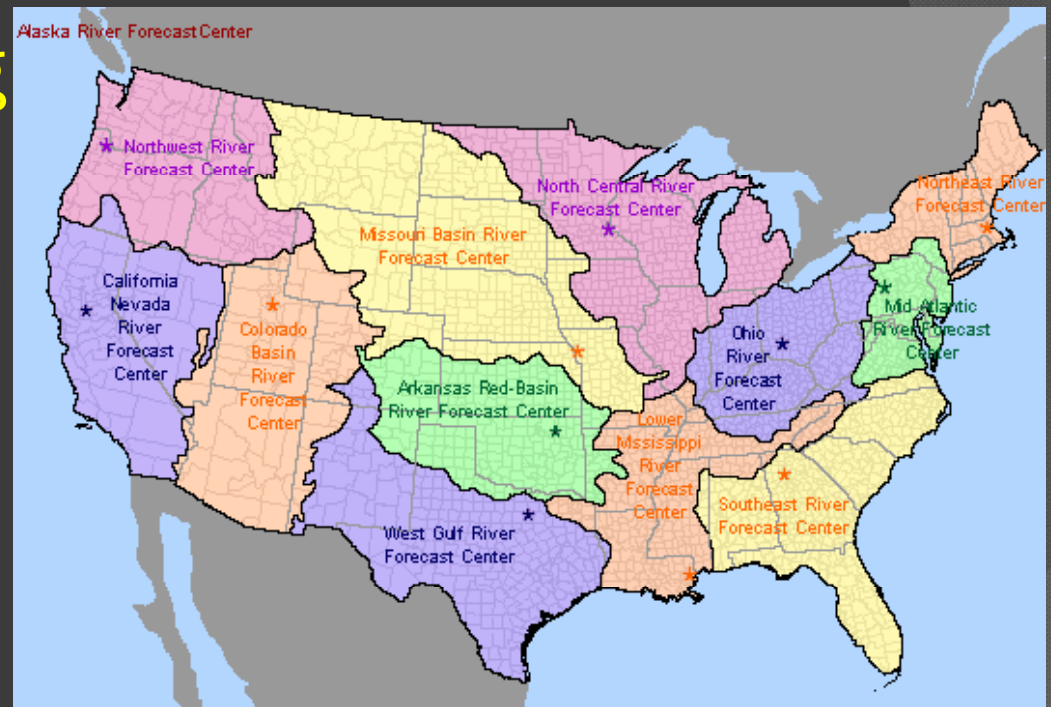 Alaska River ForecastCenter
Northwest River
Forecast Center
North Central River
Forecast Center
Northeast River
Forecast Center
Missouri Basin River
Forecast Center
California
Nevada
River
Forecast
Center
Colorado
Basin
River
Forecast
Center
Mid Atlantic
River Forecast
Center
Ohio
River
Forecast
Center
Arkansas Red-Basin
River Forecast Center
Lower
Mssissippi
River
Forecast
Center
Southeast River
Forecast Center
West Gulf River
Forecast Center